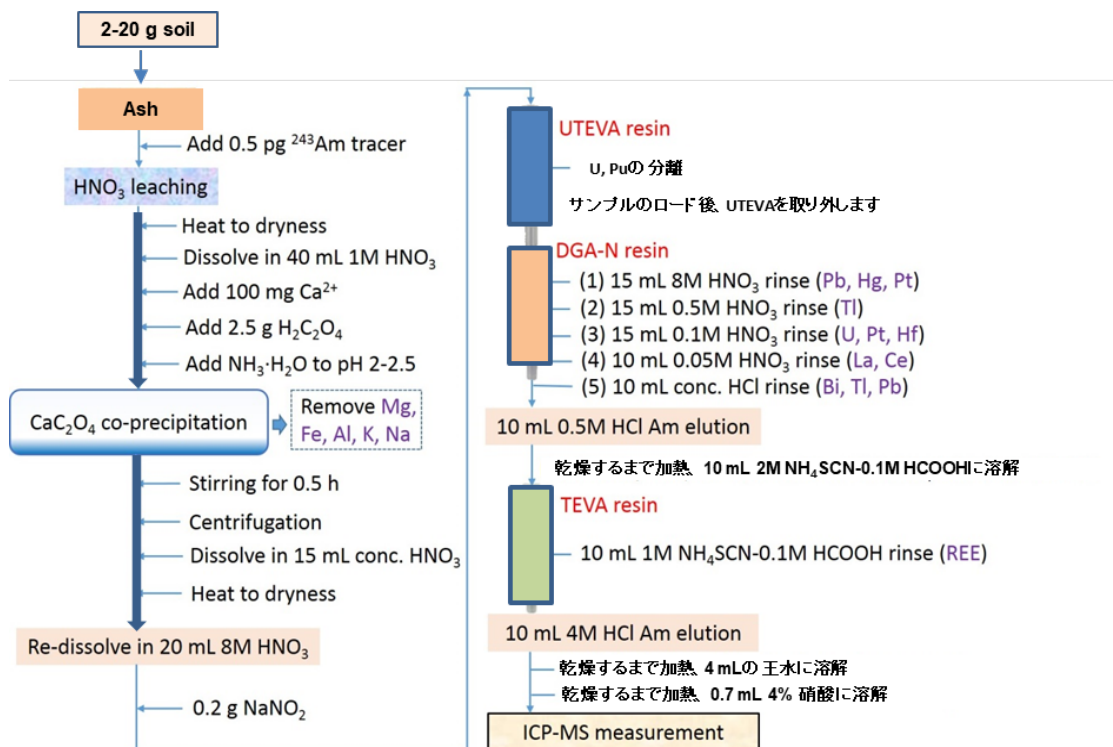 2-20 g soil
Ash
Add 0.5 pg ²⁴³Am tracer
HNO₃ leaching
Heat to dryness
Dissolve in 40 mL 1M HNO₃
Add 100 mg Ca²⁺
Add 2.5 g H₂C₂O₄
Add NH₃·H₂O to pH 2-2.5
CaC₂O₄ co-precipitation
Remove Mg,
Fe, Al, K, Na
Stirring for 0.5 h
Centrifugation
Dissolve in 15 mL conc. HNO₃
Heat to dryness
Re-dissolve in 20 mL 8M HNO₃
0.2 g NaNO₂
UTEVA resin
U, Puの 分離
サンプルのロード後、UTEVAを取り外します
DGA-N resin
(1) 15 mL 8M HNO₃ rinse (Pb, Hg, Pt)
(2) 15 mL 0.5M HNO₃ rinse (Tl)
(3) 15 mL 0.1M HNO₃ rinse (U, Pt, Hf)
(4) 10 mL 0.05M HNO₃ rinse (La, Ce)
(5) 10 mL conc. HCl rinse (Bi, Tl, Pb)
10 mL 0.5M HCl Am elution
乾燥するまで加熱、10 mL 2M NH₄SCN-0.1M HCOOHに溶解
TEVA resin
10 mL 1M NH₄SCN-0.1M HCOOH rinse (REE)
10 mL 4M HCl Am elution
乾燥するまで加熱、4 mLの 王水に溶解
乾燥するまで加熱、0.7 mL 4% 硝酸に溶解
ICP-MS measurement